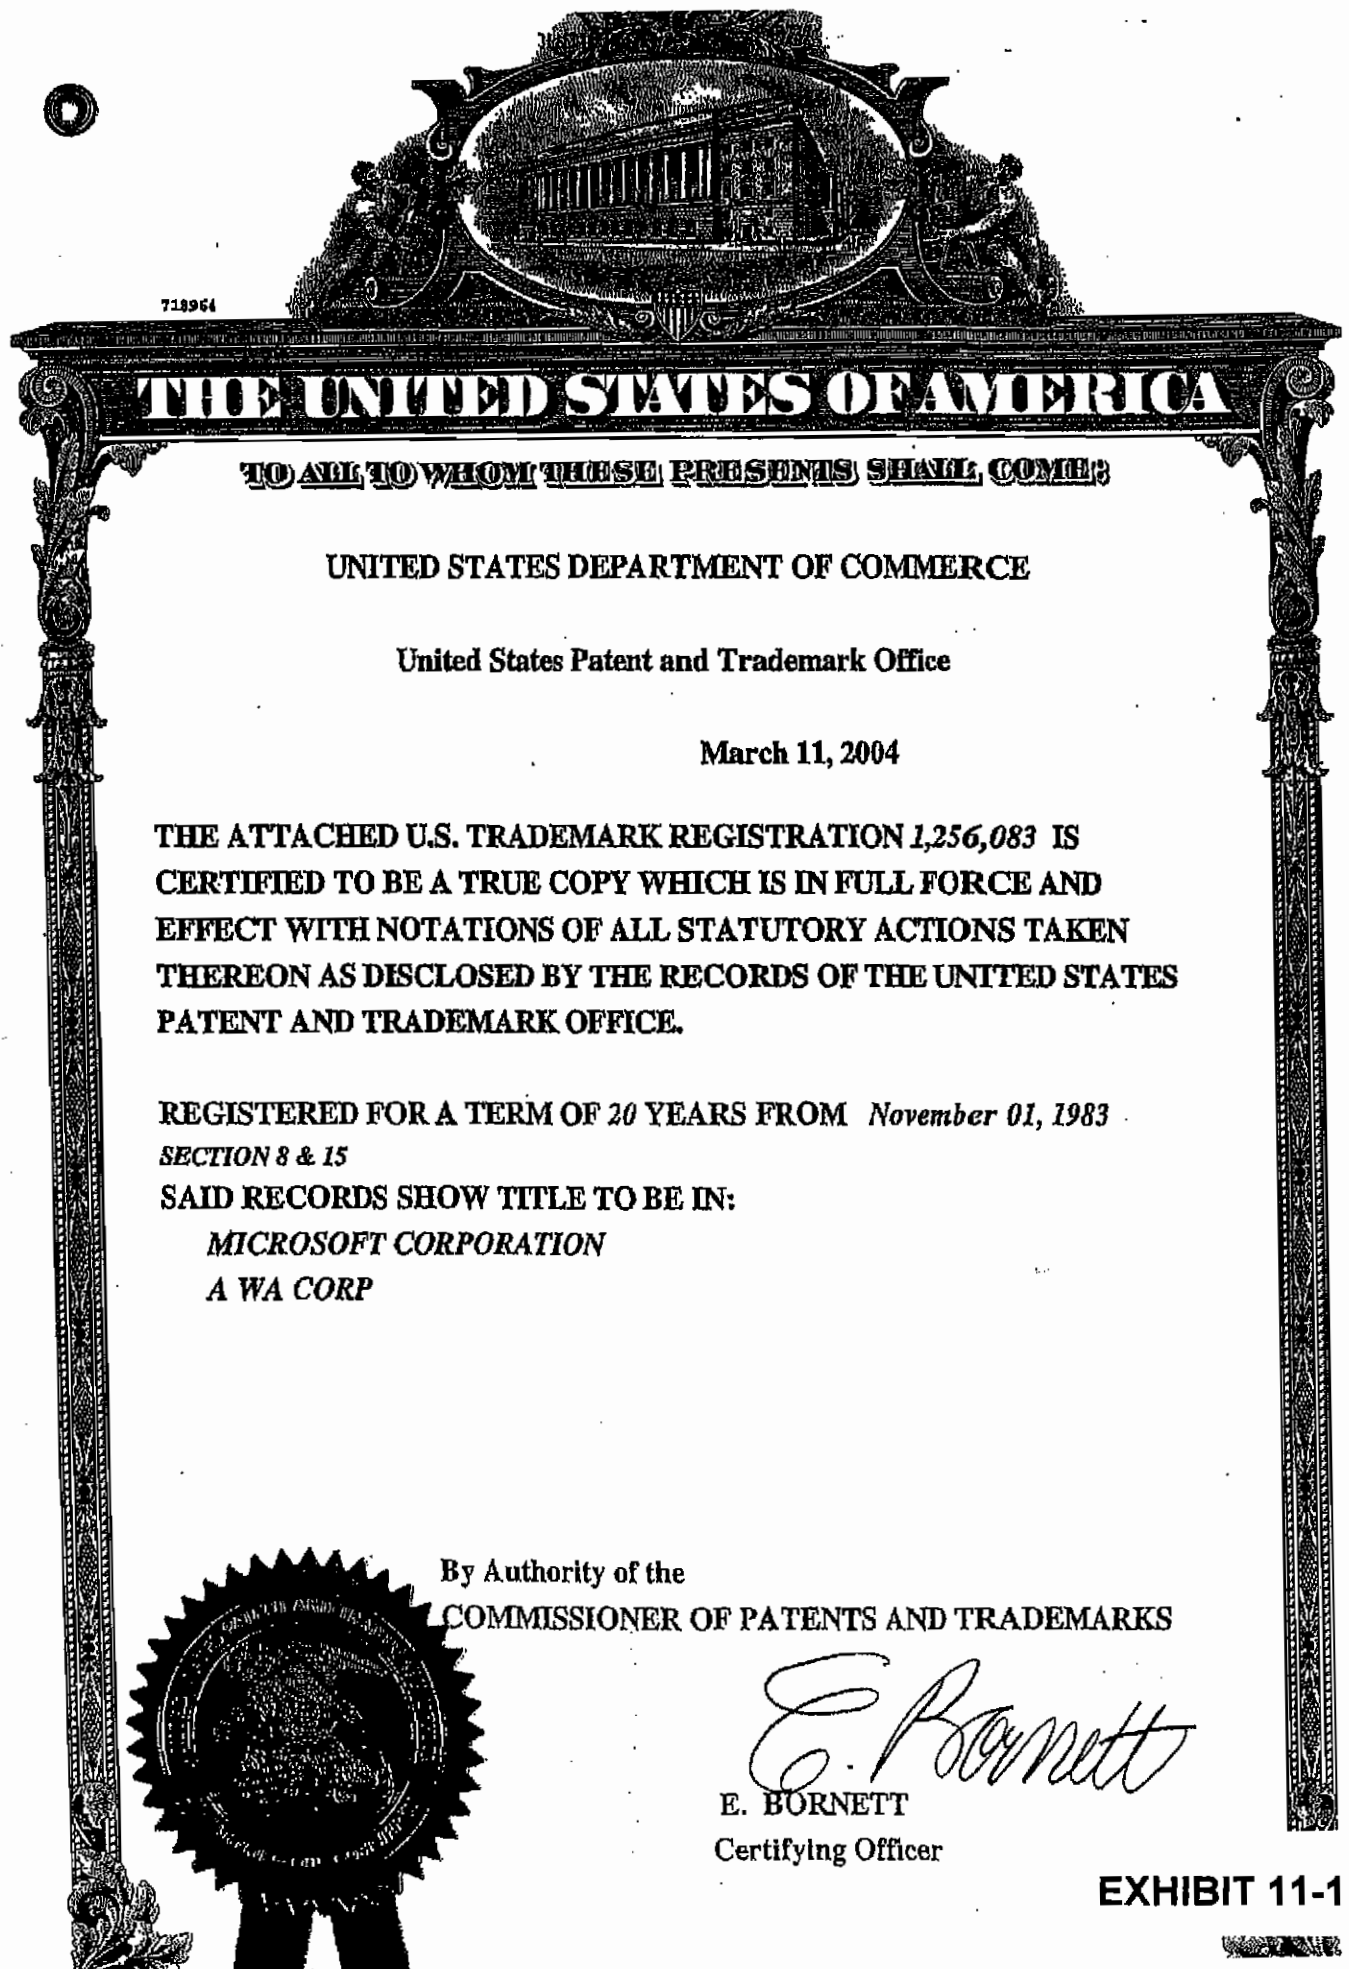 718964
THE UNITED STATES OF AMERICA
TO ALL TO WHOM THESE PRESENTS SHALL COME:
UNITED STATES DEPARTMENT OF COMMERCE
United States Patent and Trademark Office
March 11, 2004
THE ATTACHED U.S. TRADEMARK REGISTRATION 1,256,083 IS
CERTIFIED TO BE A TRUE COPY WHICH IS IN FULL FORCE AND
EFFECT WITH NOTATIONS OF ALL STATUTORY ACTIONS TAKEN
THEREON AS DISCLOSED BY THE RECORDS OF THE UNITED STATES
PATENT AND TRADEMARK OFFICE.
REGISTERED FOR A TERM OF 20 YEARS FROM November 01, 1983
SECTION 8 & 15
SAID RECORDS SHOW TITLE TO BE IN:
MICROSOFT CORPORATION
A WA CORP
By Authority of the
COMMISSIONER OF PATENTS AND TRADEMARKS
E. Bornett
E. BORNETT
Certifying Officer
EXHIBIT 11-1